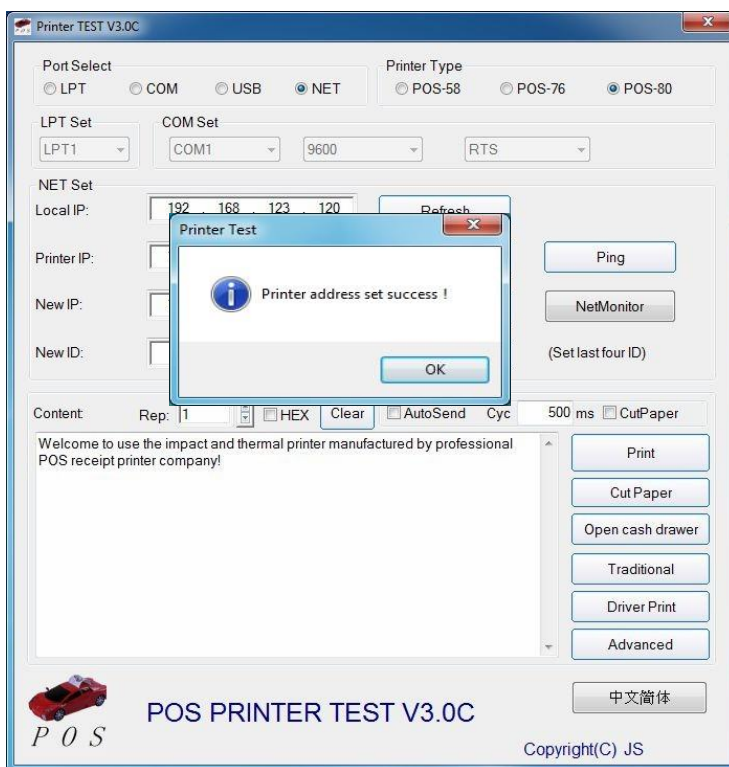 Printer TEST V3.0C
Port Select
LPT COM USB NET
Printer Type
POS-58 POS-76 POS-80
LPT Set
LPT1
COM Set
COM1 9600 RTS
NET Set
Local IP: 192 . 168 . 123 . 120 Refresh
Printer Test
Printer address set success !
OK
Printer IP: Ping
New IP: NetMonitor
New ID: (Set last four ID)
Content: Rep: 1 HEX Clear AutoSend Cyc 500 ms CutPaper
Welcome to use the impact and thermal printer manufactured by professional
POS receipt printer company!
Print
Cut Paper
Open cash drawer
Traditional
Driver Print
Advanced
中文简体
POS
POS PRINTER TEST V3.0C
Copyright(C) JS